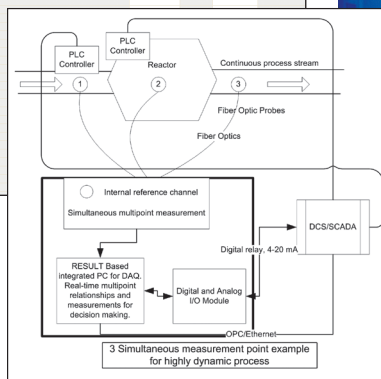 PLC
Controller
PLC
Controller
Reactor
Continuous process stream
1
2
3
Fiber Optic Probes
Fiber Optics
Internal reference channel
Simultaneous multipoint measurement
DCS/SCADA
Digital relay, 4-20 mA
RESULT Based
integrated PC for DAQ.
Real-time multipoint
relationships and
measurements for
decision making.
Digital and Analog
I/O Module
OPC/Ethernet
3 Simultaneous measurement point example
for highly dynamic process